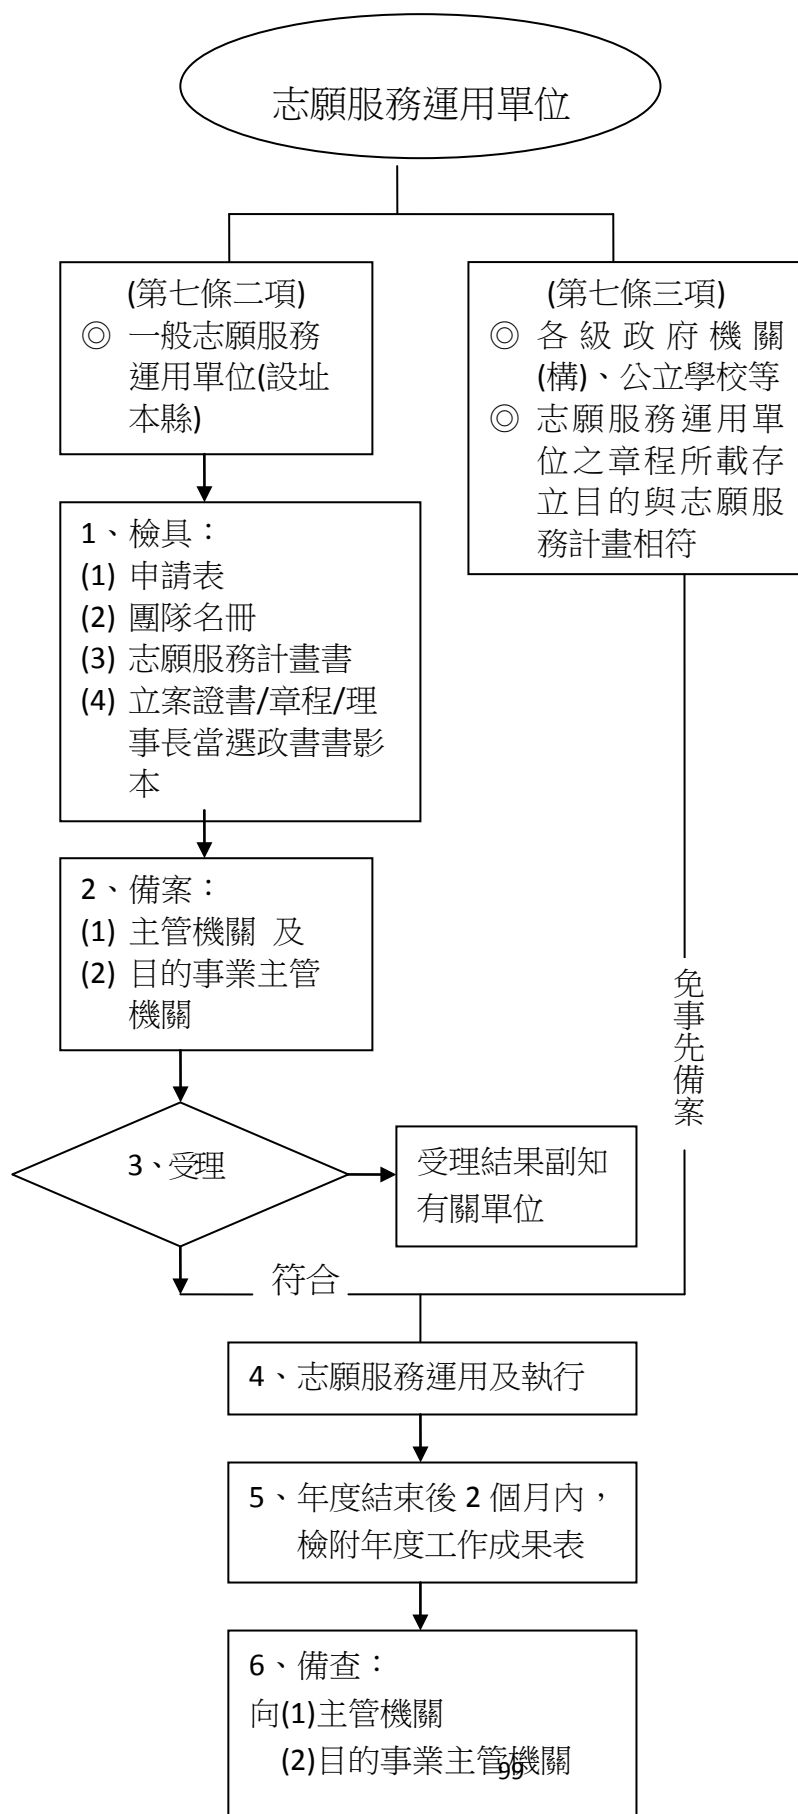 志願服務運用單位
(第七條二項)
◎ 一般志願服務
運用單位(設址
本縣)
(第七條三項)
◎ 各級政府機關
(構)、公立學校等
◎ 志願服務運用單
位之章程所載存
立目的與志願服
務計畫相符
1、檢具：
(1) 申請表
(2) 團隊名冊
(3) 志願服務計畫書
(4) 立案證書/章程/理
事長當選政書書影
本
2、備案：
(1) 主管機關 及
(2) 目的事業主管
機關
免事先備案
3、受理
受理結果副知
有關單位
符合
4、志願服務運用及執行
5、年度結束後 2 個月內，
檢附年度工作成果表
6、備查：
向(1)主管機關
(2)目的事業主管機關
99